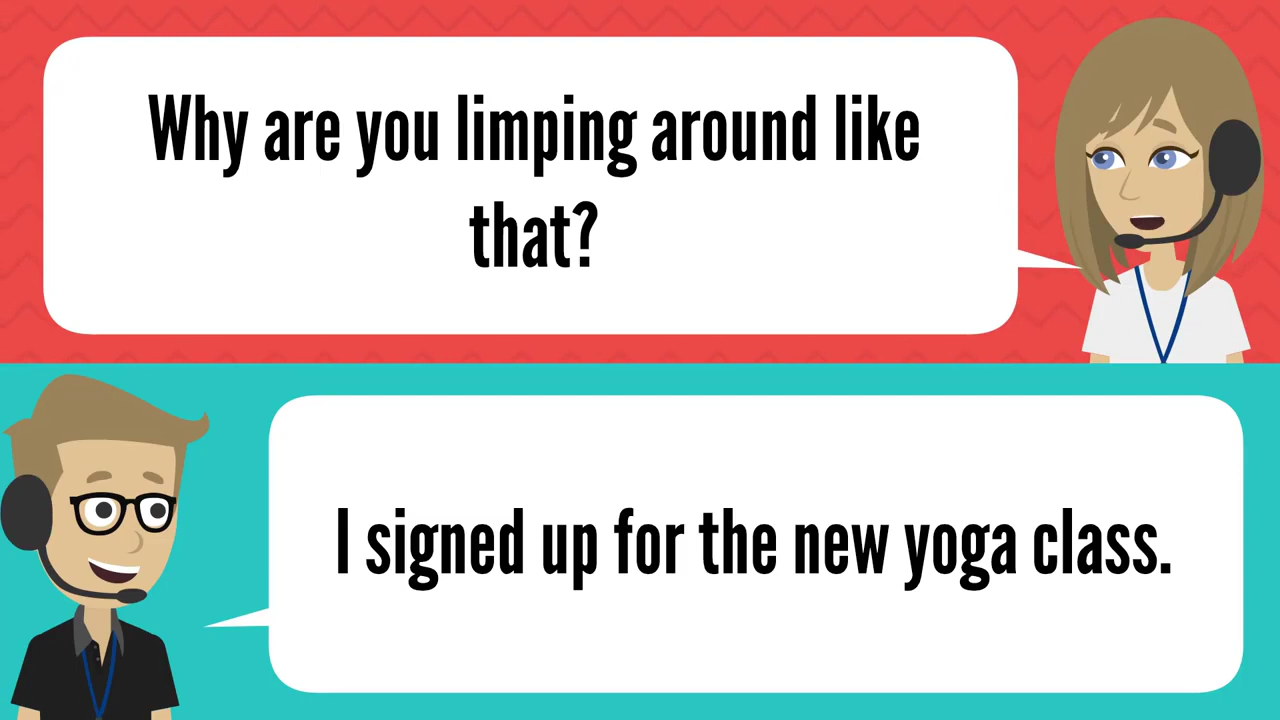 Why are you limping around like
that?
I signed up for the new yoga class.